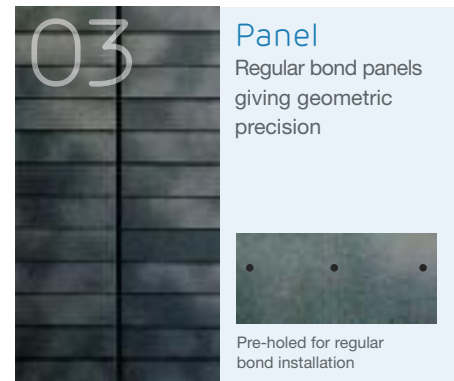 03
Panel
Regular bond panels
giving geometric
precision
Pre-holed for regular
bond installation